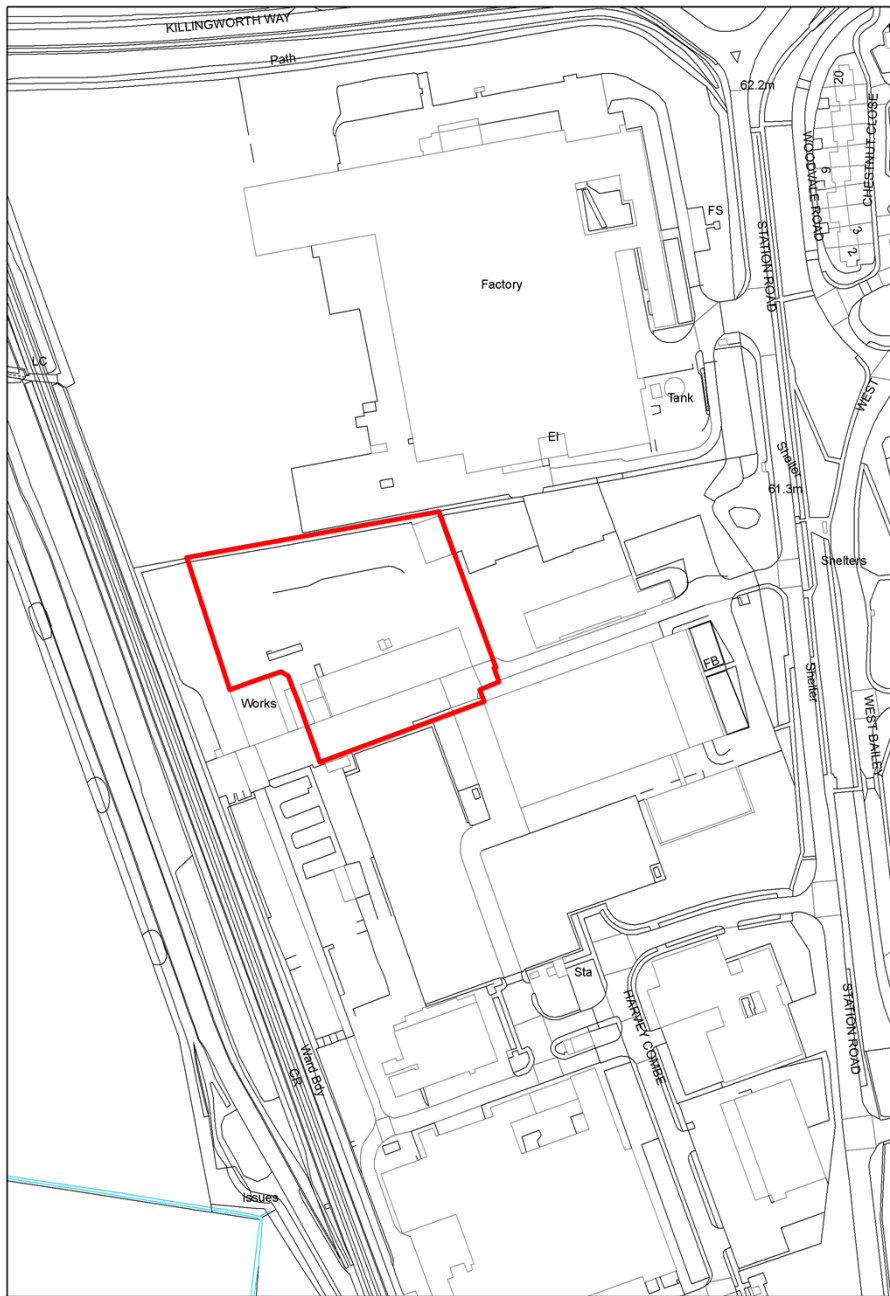 KILLINGWORTH WAY
Path
62.2m
20
CHESTNUT CLOSE
WOODVALE ROAD
9
3
2
FS
STATION ROAD
Factory
LC
Tank
WEST
El
Shelter
61.3m
Shelters
FB
Shelter
Works
WEST BAILEY
Sta
HARVEY COMBE
STATION ROAD
Ward Bdy
CR
Issues